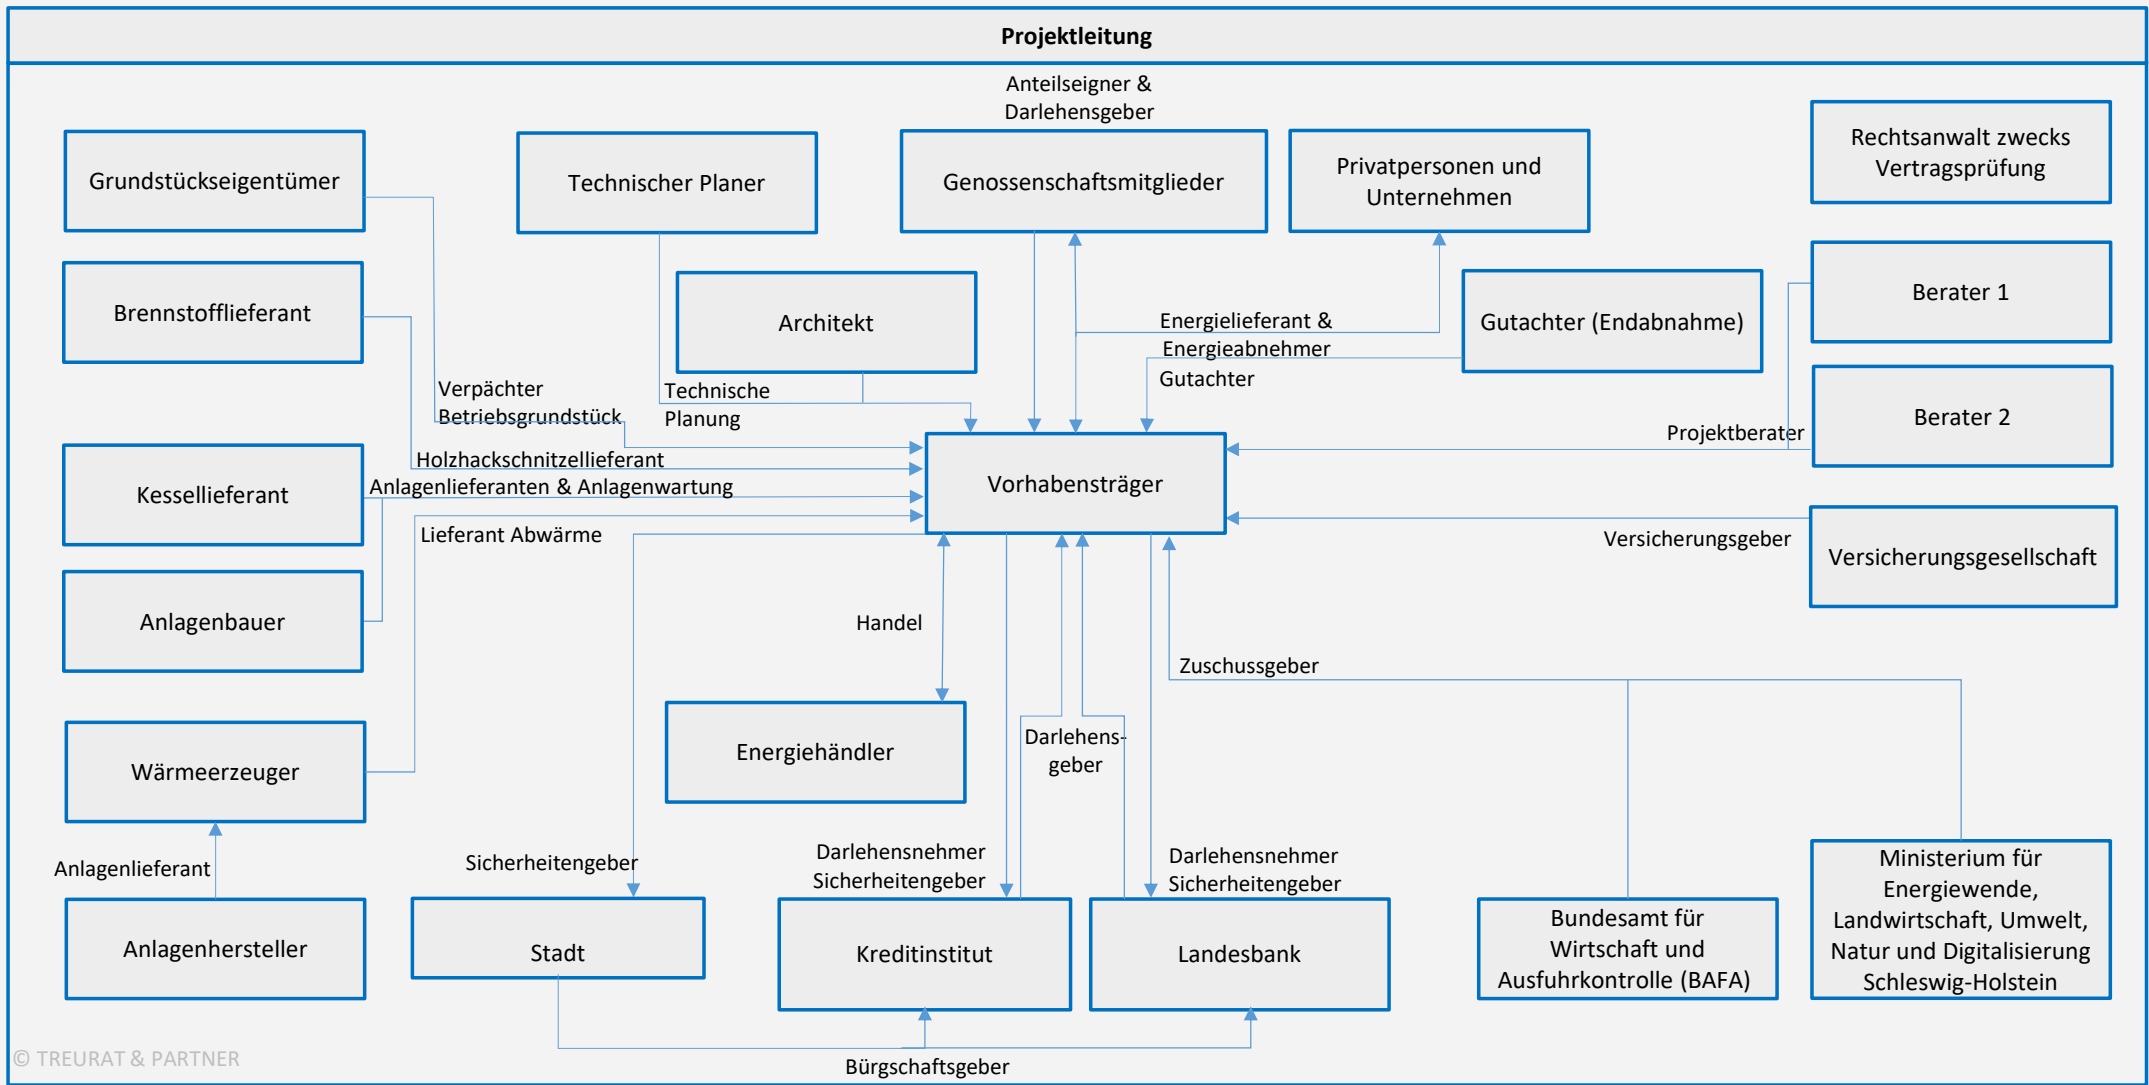 Projektleitung
Anteilseigner &
Darlehensgeber
Grundstückseigentümer
Technischer Planer
Genossenschaftsmitglieder
Privatpersonen und
Unternehmen
Rechtsanwalt zwecks
Vertragsprüfung
Brennstofflieferant
Architekt
Energielieferant &
Energieabnehmer
Gutachter
Gutachter (Endabnahme)
Berater 1
Verpächter
Betriebsgrundstück
Technische
Planung
Berater 2
Projektberater
Holzhackschnitzellieferant
Kessellieferant
Anlagenlieferanten & Anlagenwartung
Vorhabensträger
Lieferant Abwärme
Versicherungsgeber
Versicherungsgesellschaft
Anlagenbauer
Handel
Zuschussgeber
Wärmeerzeuger
Energiehändler
Darlehens-
geber
Anlagenlieferant
Sicherheitengeber
Darlehensnehmer
Sicherheitengeber
Darlehensnehmer
Sicherheitengeber
Anlagenhersteller
Stadt
Kreditinstitut
Landesbank
Bundesamt für
Wirtschaft und
Ausfuhrkontrolle (BAFA)
Ministerium für
Energiewende,
Landwirtschaft, Umwelt,
Natur und Digitalisierung
Schleswig-Holstein
Bürgschaftsgeber
© TREURAT & PARTNER